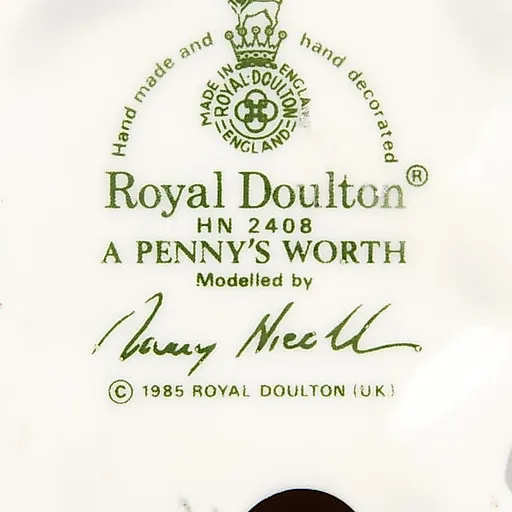 Hand made and hand decorated
MADE IN ENGLA
ROYAL·DOULTON
ENGLAND
Royal Doulton®
HN 2408
A PENNY'S WORTH
Modelled by
© 1985 ROYAL DOULTON (UK)